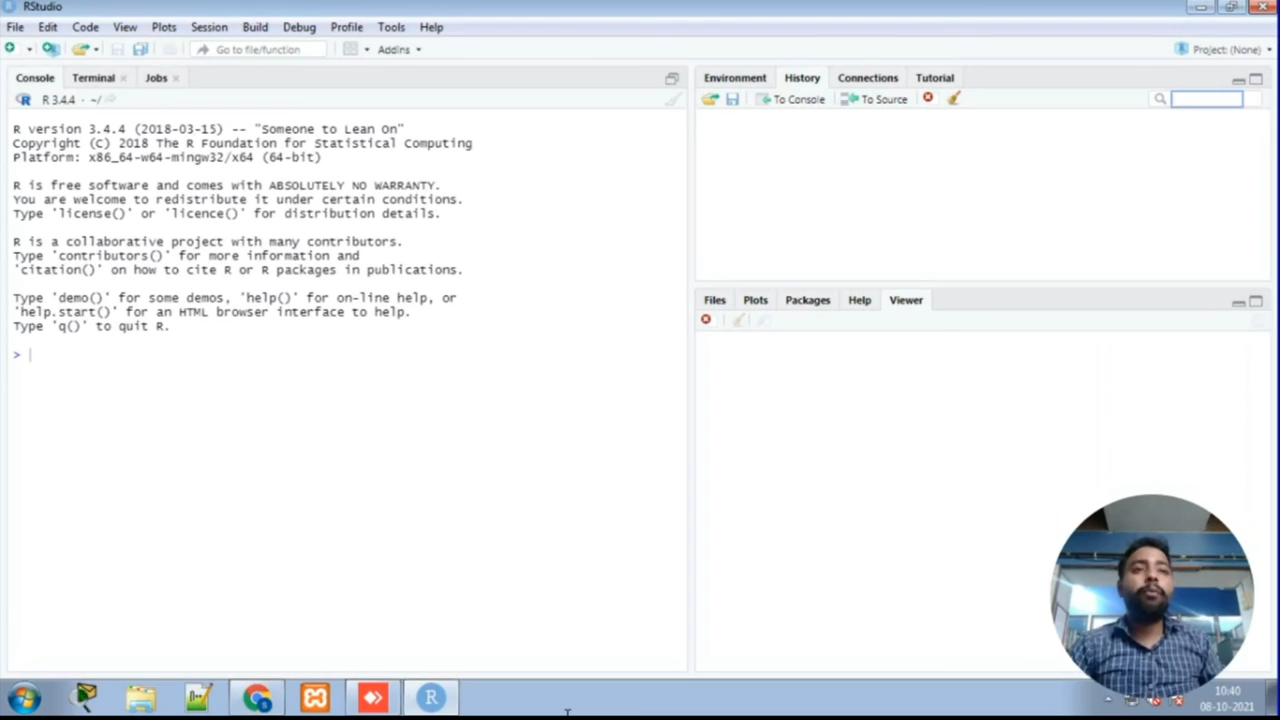 RStudio
File Edit Code View Plots Session Build Debug Profile Tools Help
Go to file/function Addins Project: (None)
Console Terminal Jobs
R 3.4.4 · ~/
R version 3.4.4 (2018-03-15) -- "Someone to Lean On"
Copyright (C) 2018 The R Foundation for Statistical Computing
Platform: x86_64-w64-mingw32/x64 (64-bit)
R is free software and comes with ABSOLUTELY NO WARRANTY.
You are welcome to redistribute it under certain conditions.
Type 'license()' or 'licence()' for distribution details.
R is a collaborative project with many contributors.
Type 'contributors()' for more information and
'citation()' on how to cite R or R packages in publications.
Type 'demo()' for some demos, 'help()' for on-line help, or
'help.start()' for an HTML browser interface to help.
Type 'q()' to quit R.
>
Environment History Connections Tutorial
To Console To Source
Files Plots Packages Help Viewer
10:40
08-10-2021